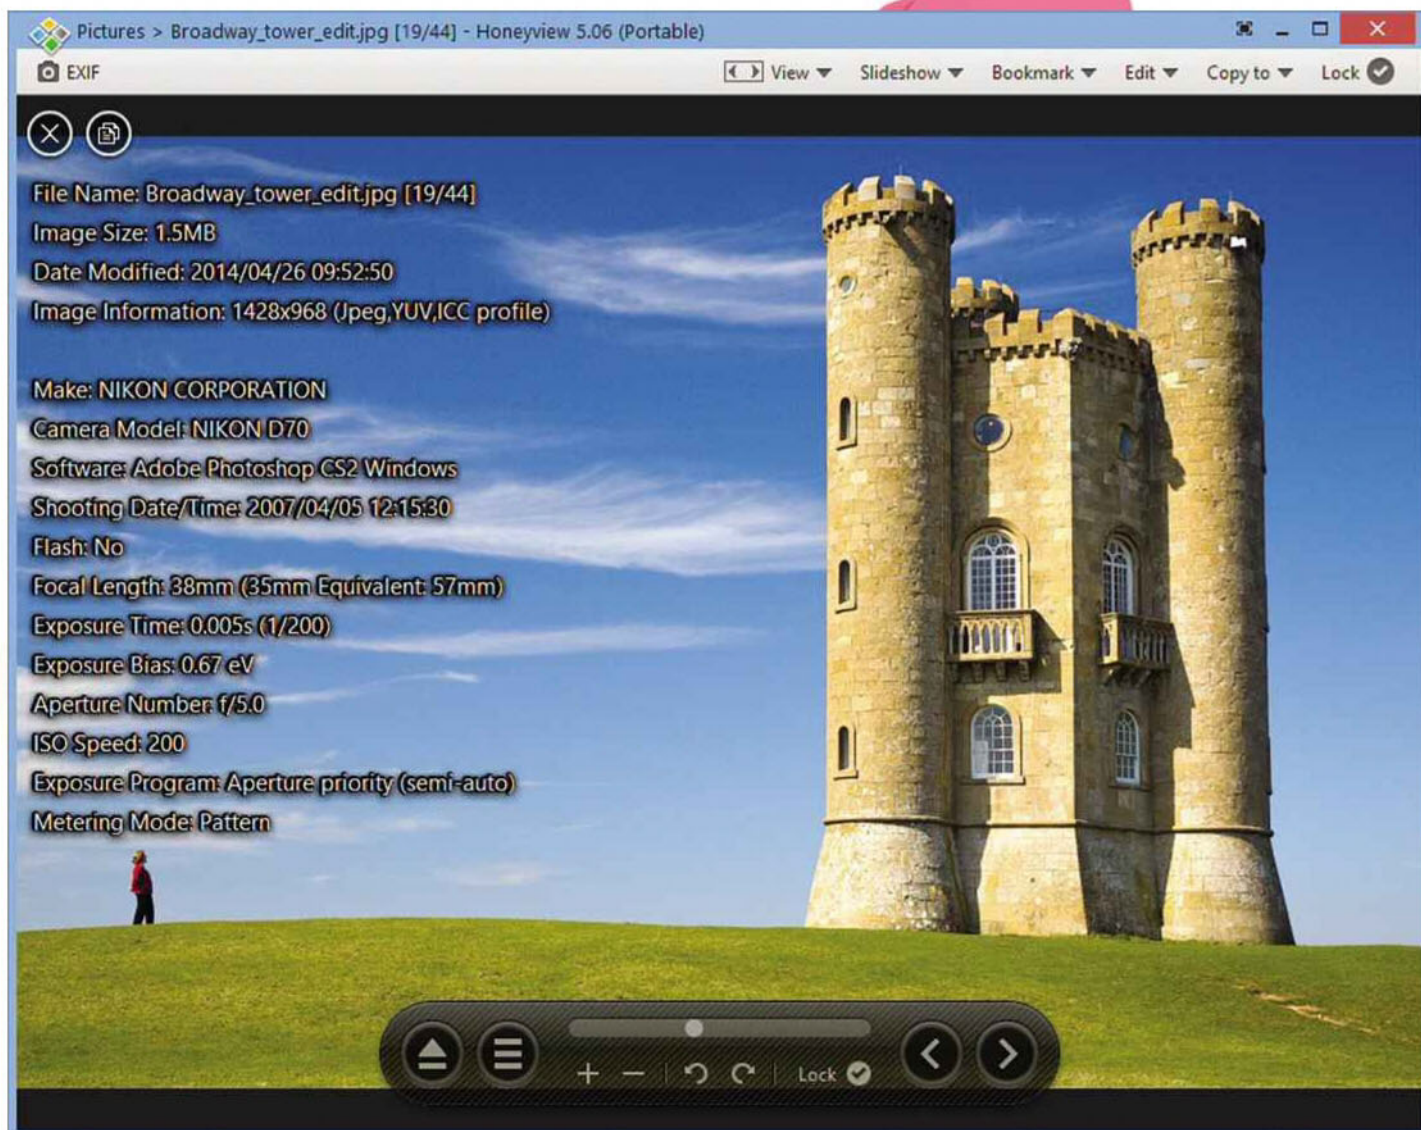 Pictures > Broadway_tower_edit.jpg [19/44] - Honeyview 5.06 (Portable)
EXIF View Slideshow Bookmark Edit Copy to Lock
File Name: Broadway_tower_edit.jpg [19/44]
Image Size: 1.5MB
Date Modified: 2014/04/26 09:52:50
Image Information: 1428x968 (Jpeg,YUV,ICC profile)
Make: NIKON CORPORATION
Camera Model: NIKON D70
Software: Adobe Photoshop CS2 Windows
Shooting Date/Time: 2007/04/05 12:15:30
Flash: No
Focal Length: 38mm (35mm Equivalent: 57mm)
Exposure Time: 0.005s (1/200)
Exposure Bias: 0.67 eV
Aperture Number: f/5.0
ISO Speed: 200
Exposure Program: Aperture priority (semi-auto)
Metering Mode: Pattern
Lock